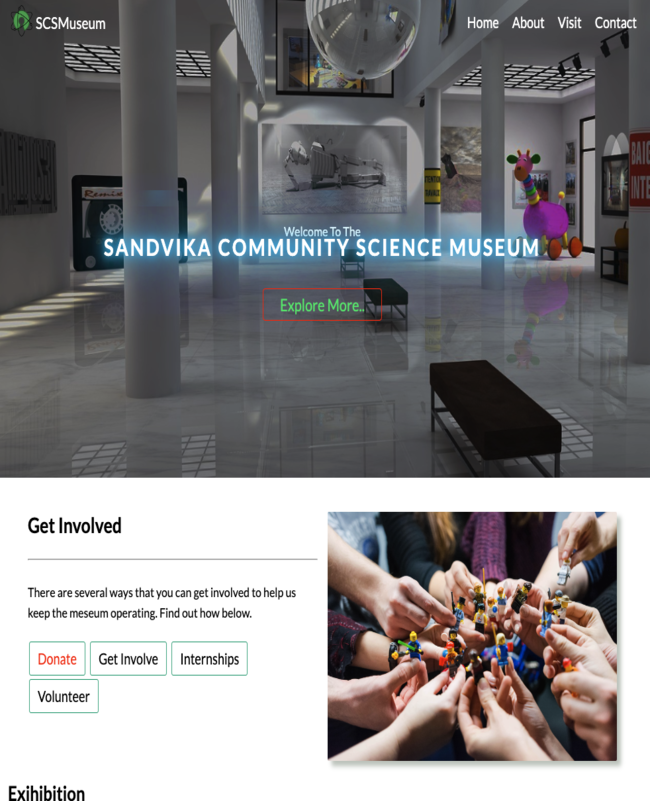 SCSMuseum
Home About Visit Contact
Welcome To The
SANDVIKA COMMUNITY SCIENCE MUSEUM
Explore More..
Get Involved
There are several ways that you can get involved to help us
keep the meseum operating. Find out how below.
Donate Get Involve Internships
Volunteer
Exihibition